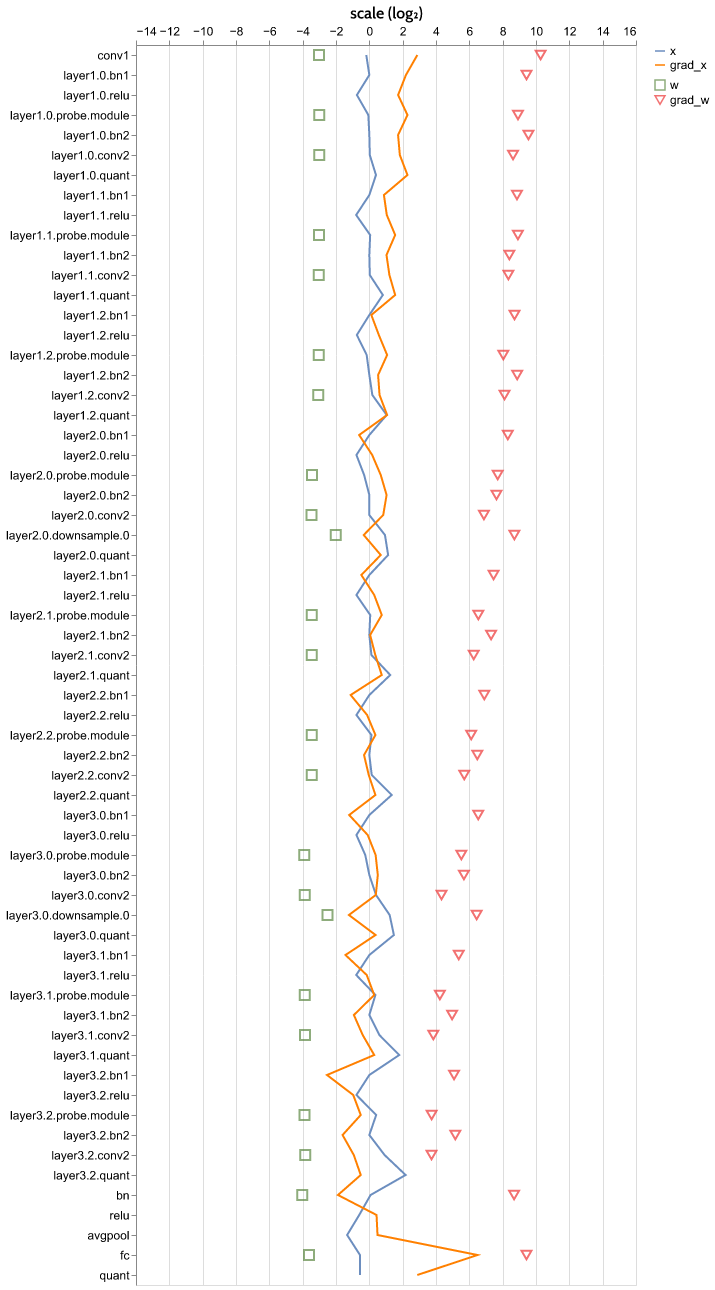 scale (log₂)
−14 −12 −10 −8 −6 −4 −2 0 2 4 6 8 10 12 14 16
x
grad_x
w
grad_w
conv1
layer1.0.bn1
layer1.0.relu
layer1.0.probe.module
layer1.0.bn2
layer1.0.conv2
layer1.0.quant
layer1.1.bn1
layer1.1.relu
layer1.1.probe.module
layer1.1.bn2
layer1.1.conv2
layer1.1.quant
layer1.2.bn1
layer1.2.relu
layer1.2.probe.module
layer1.2.bn2
layer1.2.conv2
layer1.2.quant
layer2.0.bn1
layer2.0.relu
layer2.0.probe.module
layer2.0.bn2
layer2.0.conv2
layer2.0.downsample.0
layer2.0.quant
layer2.1.bn1
layer2.1.relu
layer2.1.probe.module
layer2.1.bn2
layer2.1.conv2
layer2.1.quant
layer2.2.bn1
layer2.2.relu
layer2.2.probe.module
layer2.2.bn2
layer2.2.conv2
layer2.2.quant
layer3.0.bn1
layer3.0.relu
layer3.0.probe.module
layer3.0.bn2
layer3.0.conv2
layer3.0.downsample.0
layer3.0.quant
layer3.1.bn1
layer3.1.relu
layer3.1.probe.module
layer3.1.bn2
layer3.1.conv2
layer3.1.quant
layer3.2.bn1
layer3.2.relu
layer3.2.probe.module
layer3.2.bn2
layer3.2.conv2
layer3.2.quant
bn
relu
avgpool
fc
quant